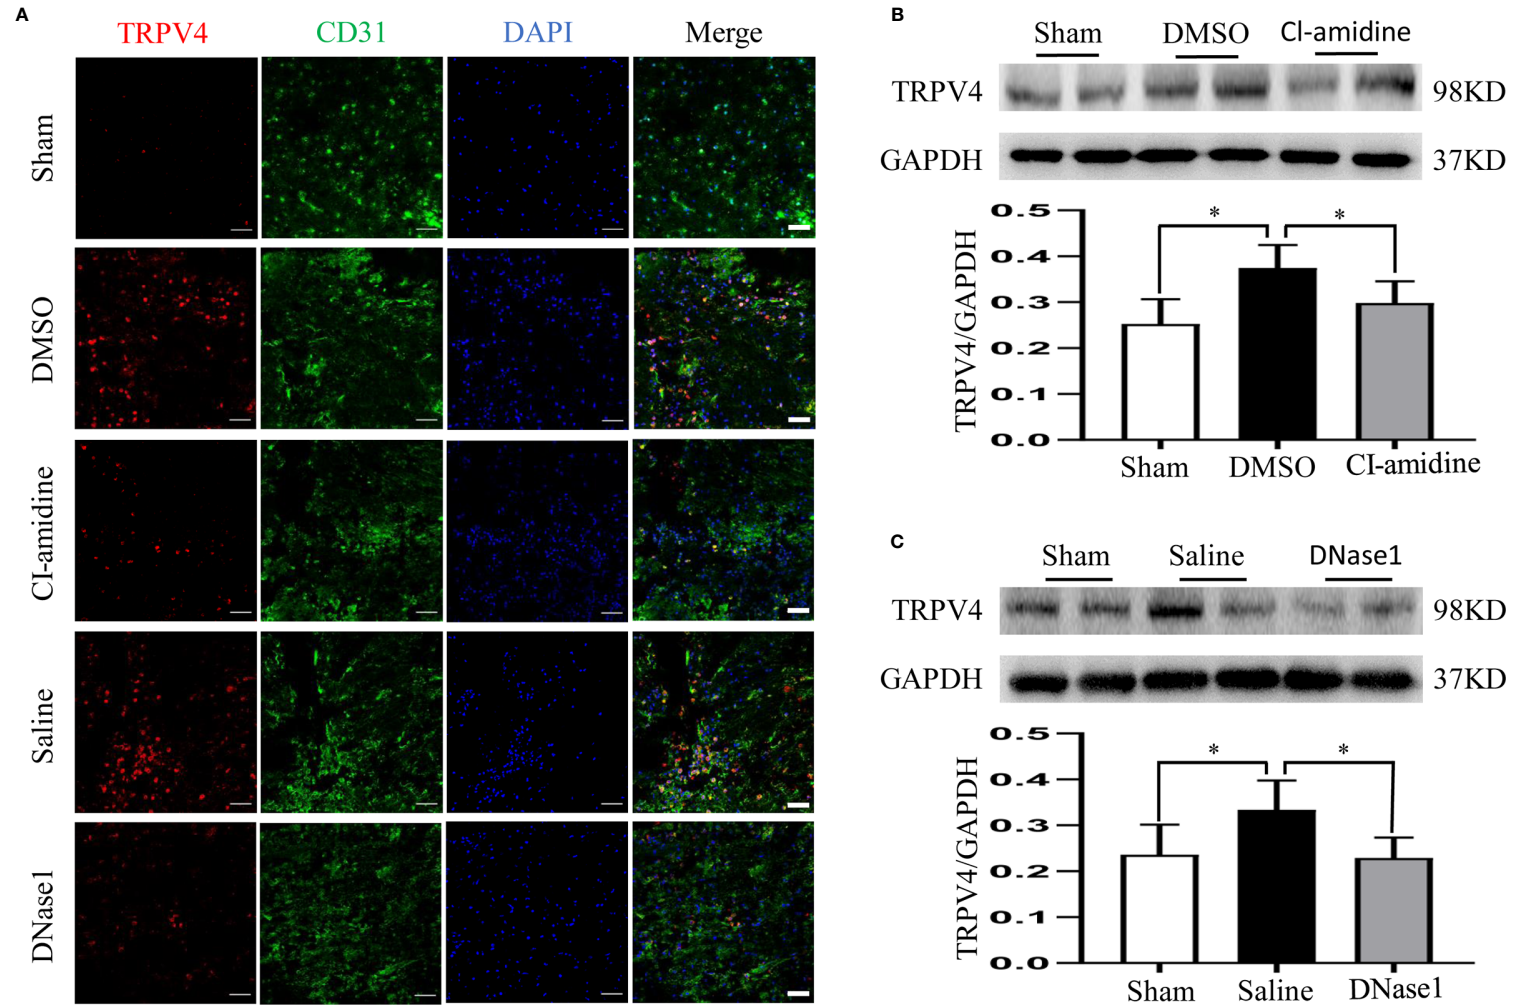 A
TRPV4 CD31 DAPI Merge
Sham
DMSO
CI-amidine
Saline
DNase1
B
Sham DMSO Cl-amidine
TRPV4 98KD
GAPDH 37KD
TRPV4/GAPDH
0.5
0.4
0.3
0.2
0.1
0.0
* *
Sham DMSO CI-amidine
C
Sham Saline DNase1
TRPV4 98KD
GAPDH 37KD
TRPV4/GAPDH
0.5
0.4
0.3
0.2
0.1
0.0
* *
Sham Saline DNase1